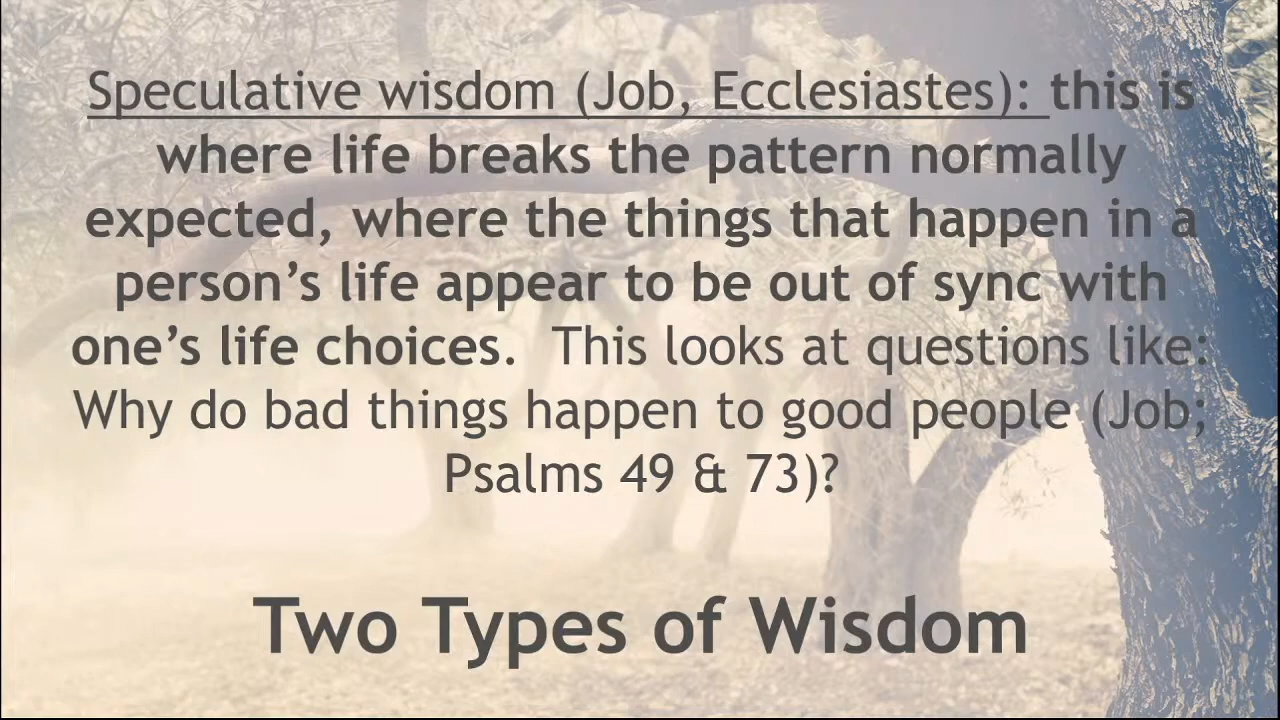 Speculative wisdom (Job, Ecclesiastes): this is
where life breaks the pattern normally
expected, where the things that happen in a
person’s life appear to be out of sync with
one’s life choices.  This looks at questions like:
Why do bad things happen to good people (Job;
Psalms 49 & 73)?
Two Types of Wisdom